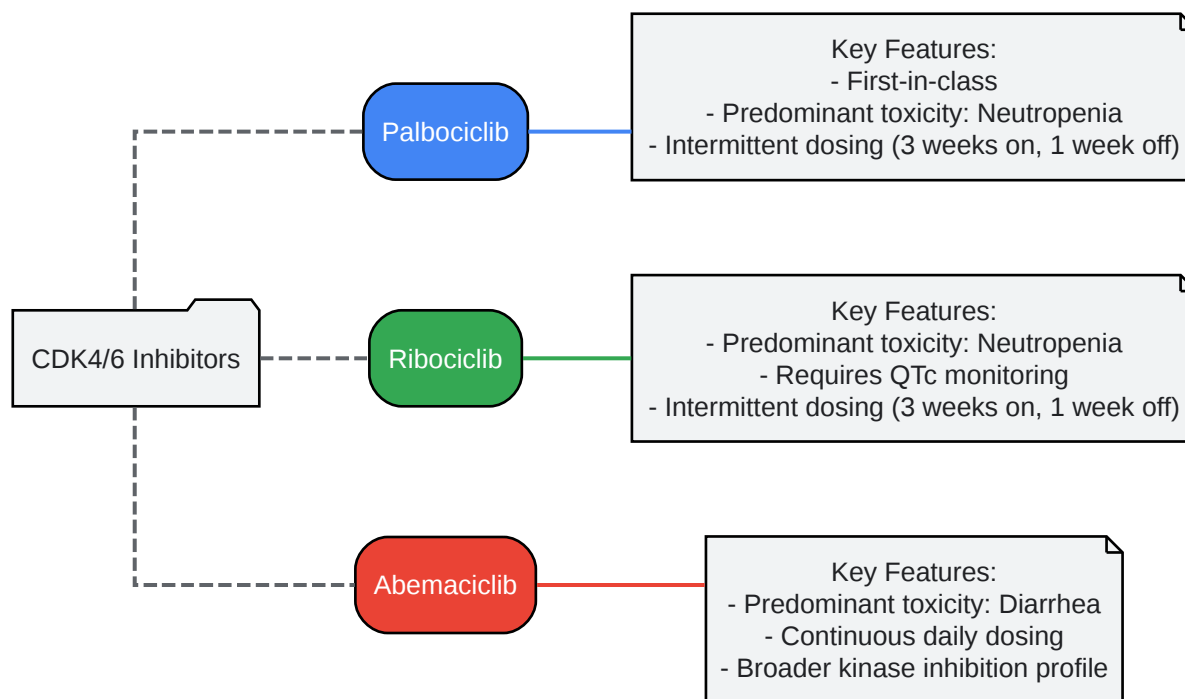 Key Features:
- First-in-class
- Predominant toxicity: Neutropenia
- Intermittent dosing (3 weeks on, 1 week off)
Palbociclib
Key Features:
- Predominant toxicity: Neutropenia
- Requires QTc monitoring
- Intermittent dosing (3 weeks on, 1 week off)
CDK4/6 Inhibitors
Ribociclib
Key Features:
- Predominant toxicity: Diarrhea
- Continuous daily dosing
- Broader kinase inhibition profile
Abemaciclib